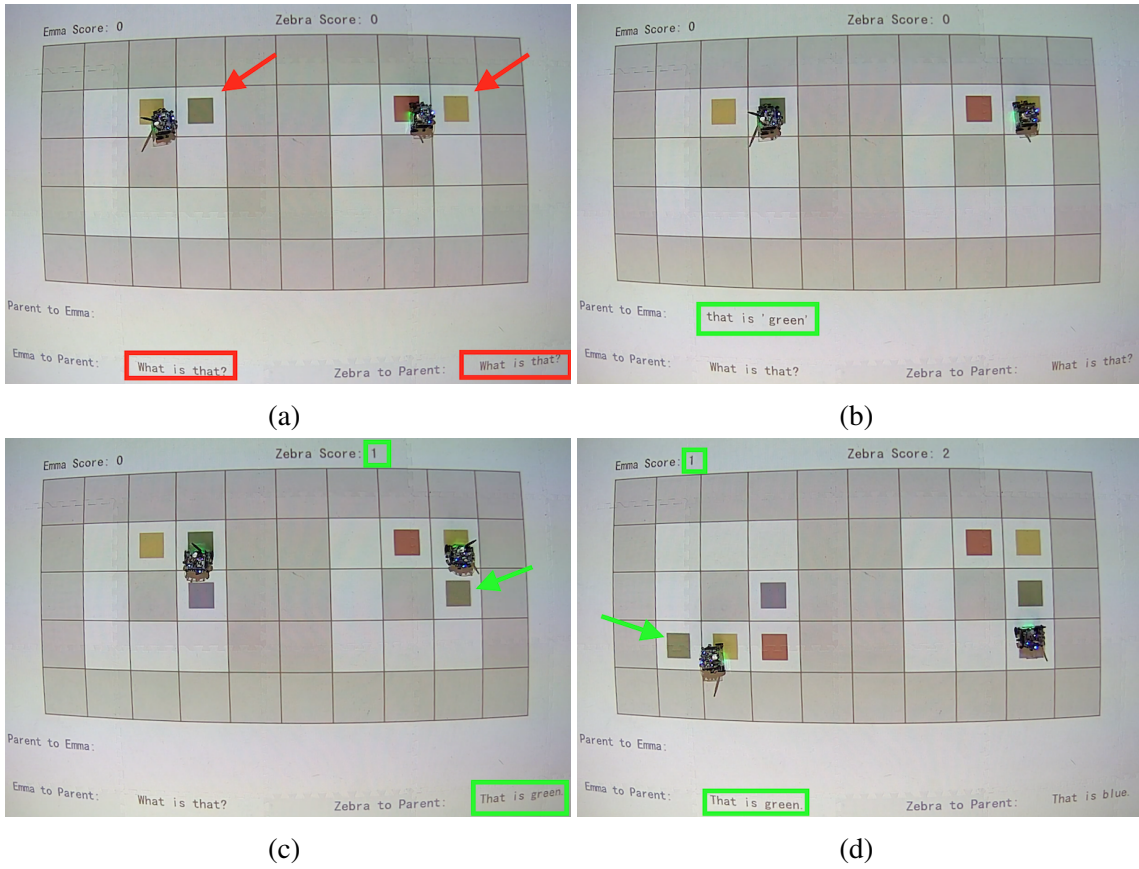 Emma Score: 0
Zebra Score: 0
Parent to Emma:
Emma to Parent:
What is that?
Zebra to Parent:
What is that?
(a)
Emma Score: 0
Zebra Score: 0
Parent to Emma:
that is 'green'
Emma to Parent:
What is that?
Zebra to Parent:
What is that?
(b)
Emma Score: 0
Zebra Score: 1
Parent to Emma:
Emma to Parent:
What is that?
Zebra to Parent:
That is green.
(c)
Emma Score: 1
Zebra Score: 2
Parent to Emma:
Emma to Parent:
That is green.
Zebra to Parent:
That is blue.
(d)